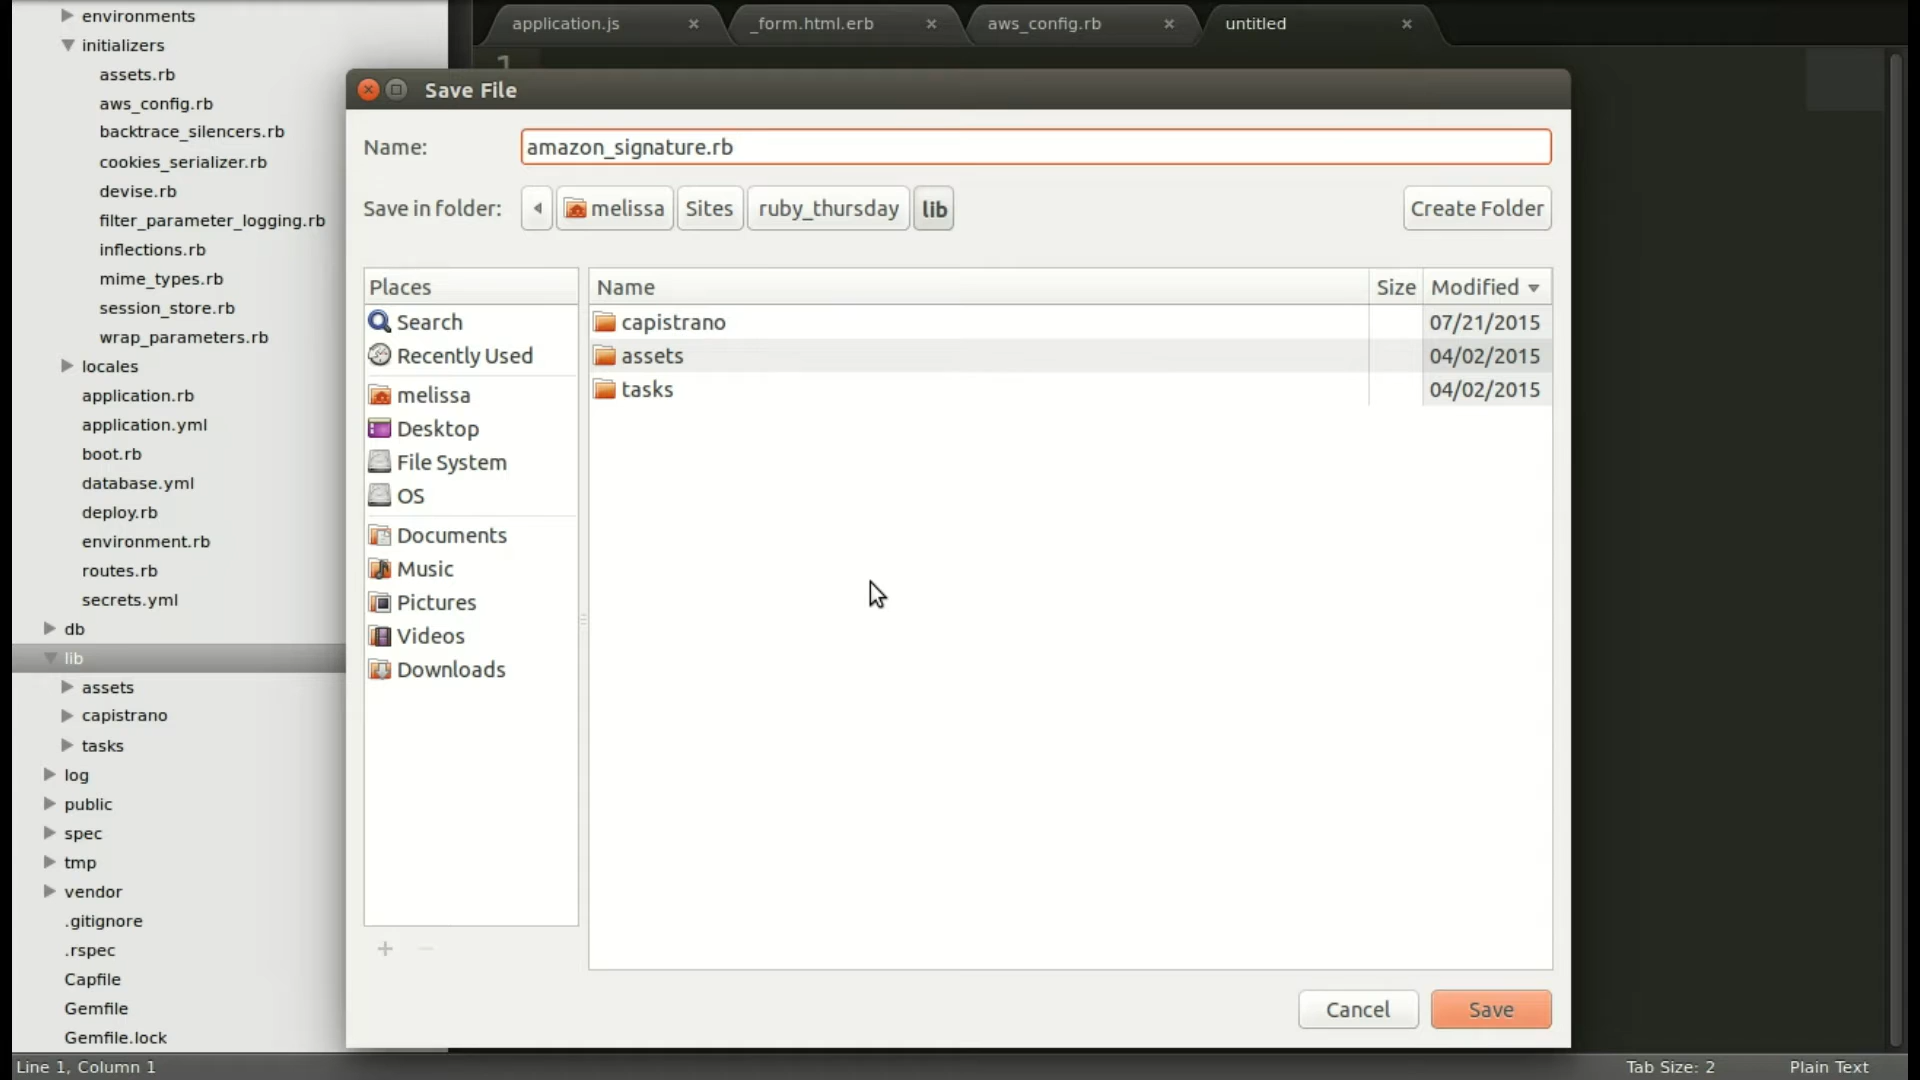 environments
initializers
assets.rb
aws_config.rb
backtrace_silencers.rb
cookies_serializer.rb
devise.rb
filter_parameter_logging.rb
inflections.rb
mime_types.rb
session_store.rb
wrap_parameters.rb
locales
application.rb
application.yml
boot.rb
database.yml
deploy.rb
environment.rb
routes.rb
secrets.yml
db
lib
assets
capistrano
tasks
log
public
spec
tmp
vendor
.gitignore
.rspec
Capfile
Gemfile
Gemfile.lock
application.js
_form.html.erb
aws_config.rb
untitled
1
Save File
Name: amazon_signature.rb
Save in folder: melissa Sites ruby_thursday lib Create Folder
Places
Search
Recently Used
melissa
Desktop
File System
OS
Documents
Music
Pictures
Videos
Downloads
Name Size Modified
capistrano 07/21/2015
assets 04/02/2015
tasks 04/02/2015
Cancel Save
Line 1, Column 1 Tab Size: 2 Plain Text